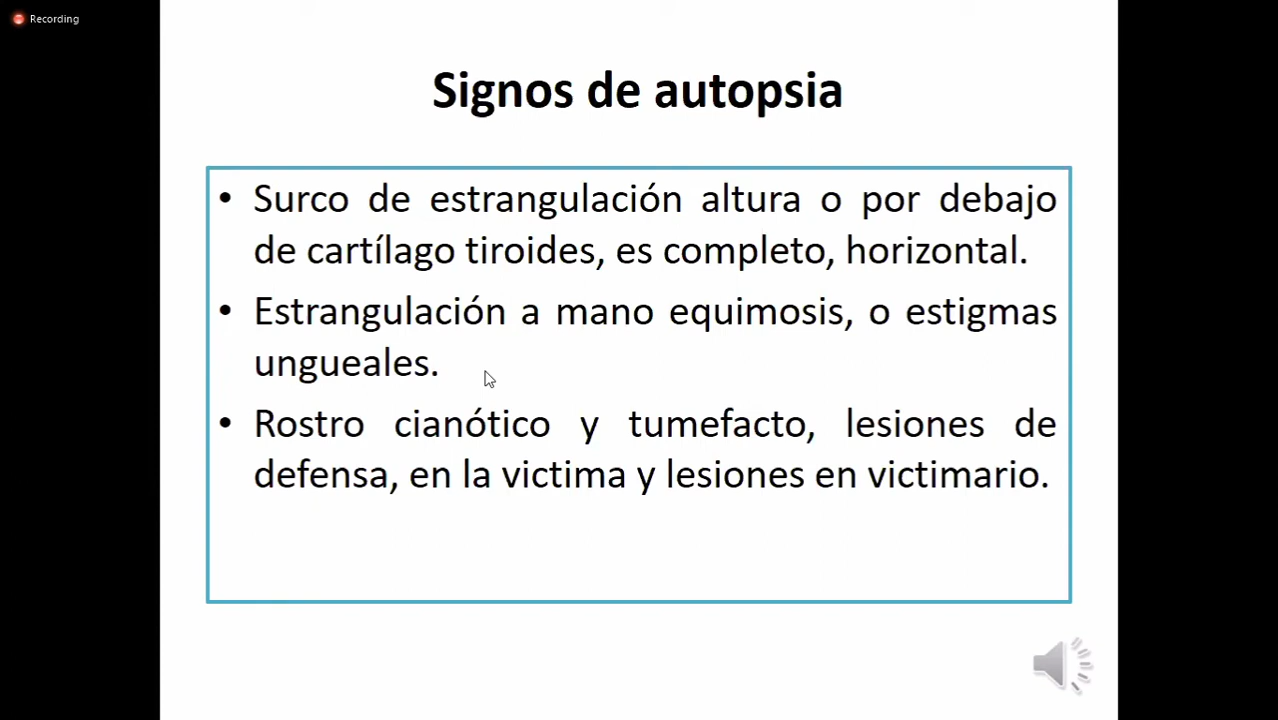 Recording
Signos de autopsia
• Surco de estrangulación altura o por debajo
de cartílago tiroides, es completo, horizontal.
• Estrangulación a mano equimosis, o estigmas
ungueales.
• Rostro cianótico y tumefacto, lesiones de
defensa, en la victima y lesiones en victimario.